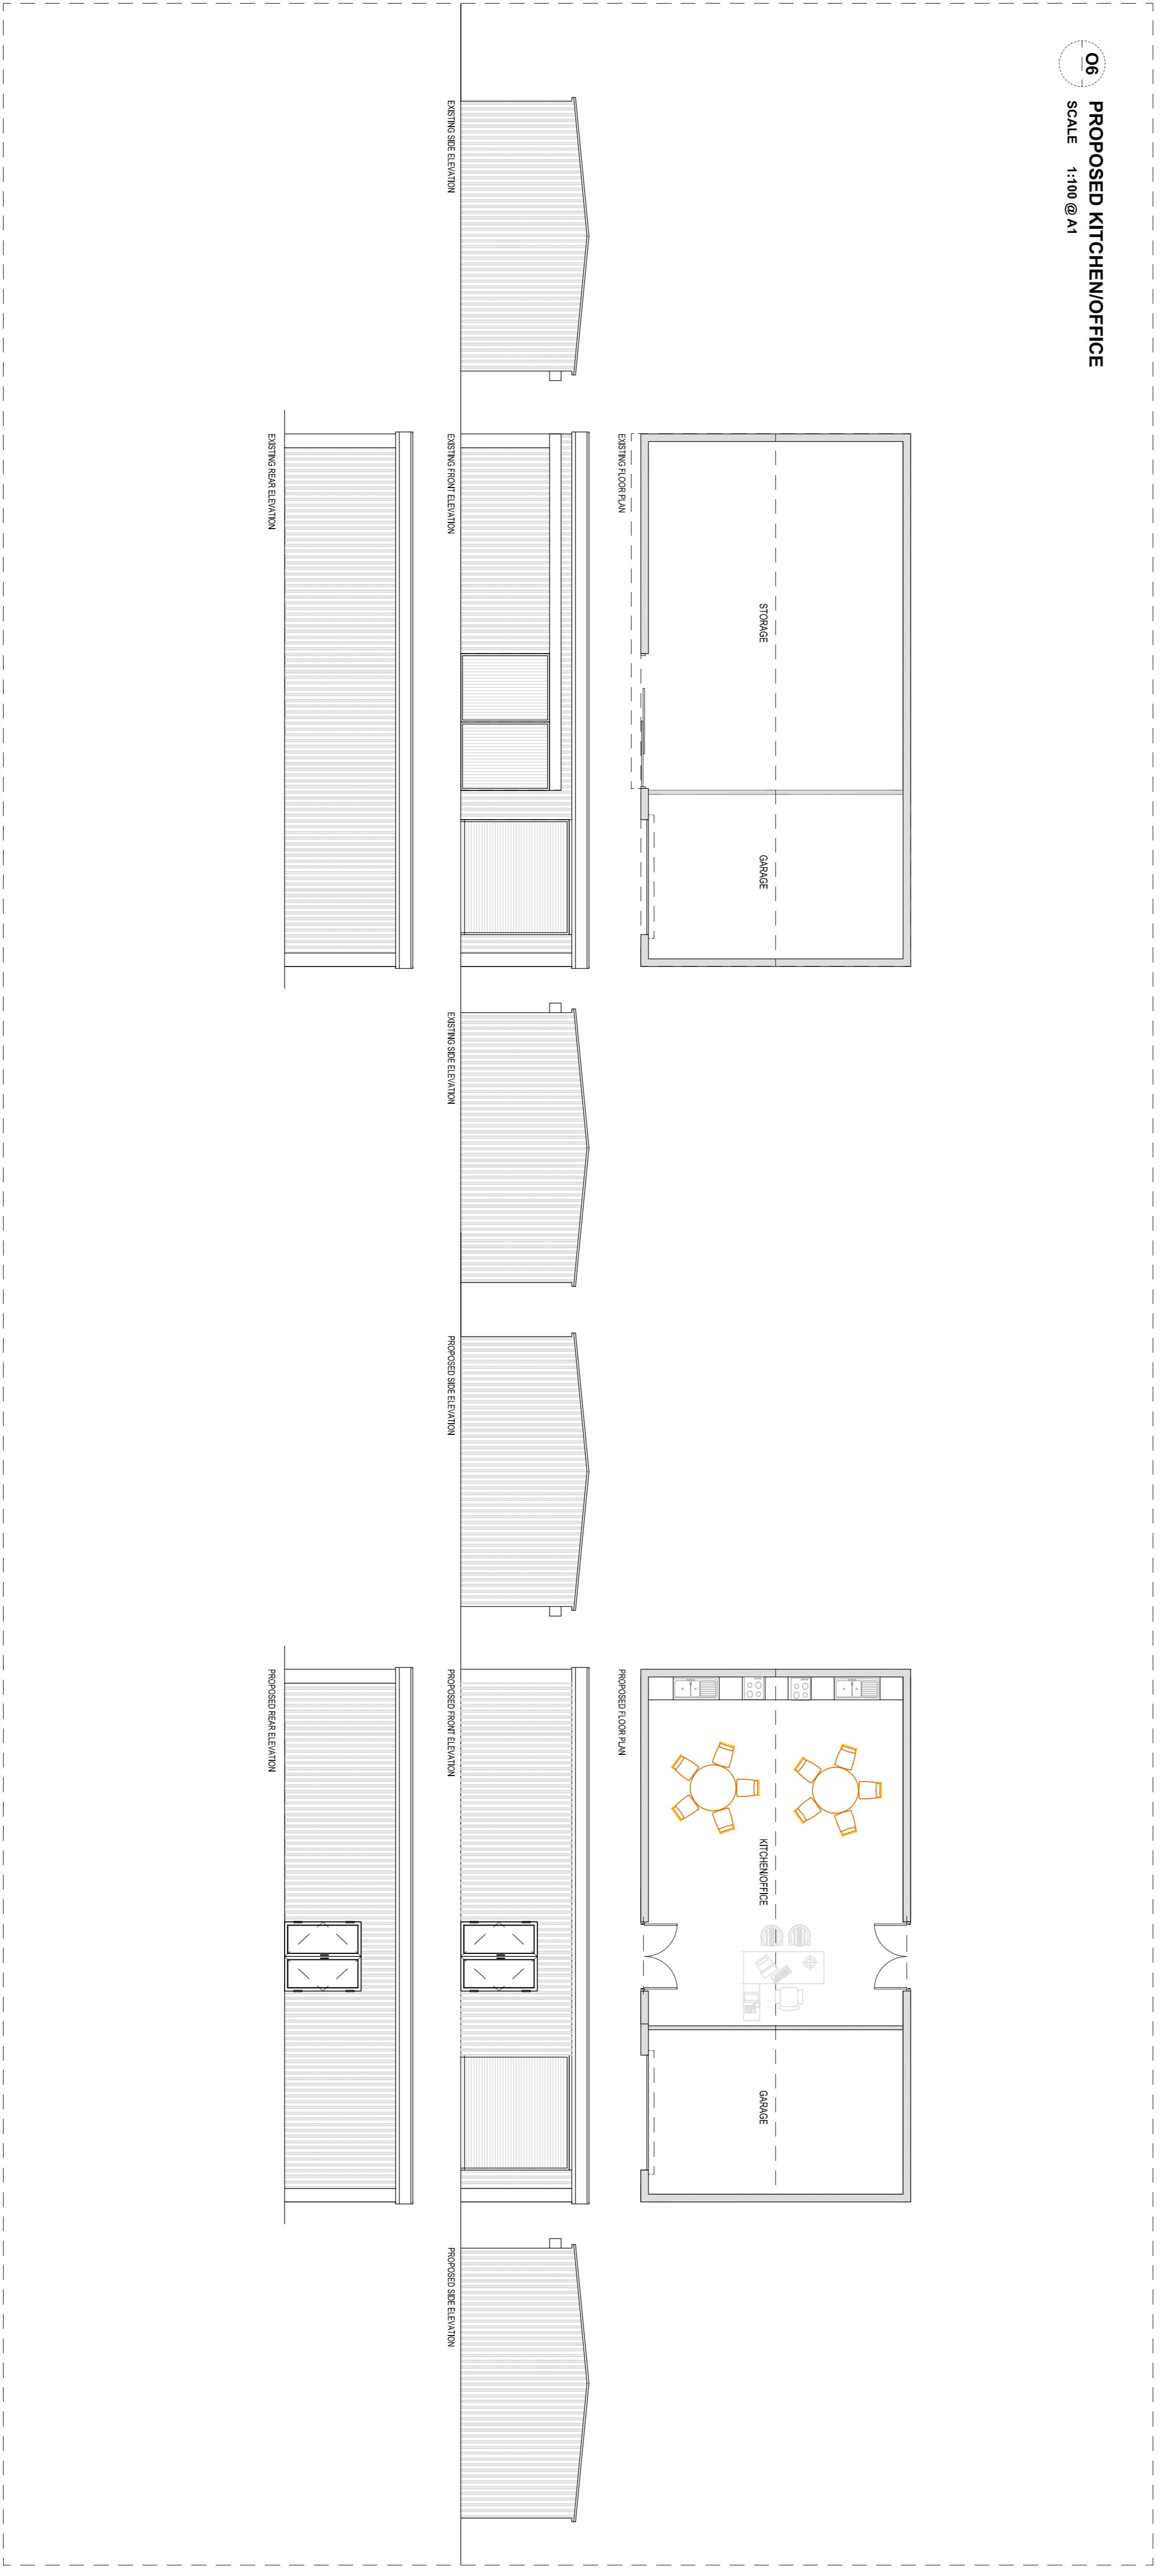 O6
PROPOSED KITCHEN/OFFICE
SCALE 1:100 @ A1
STORAGE
GARAGE
EXISTING FLOOR PLAN
KITCHEN/OFFICE
GARAGE
PROPOSED FLOOR PLAN
EXISTING SIDE ELEVATION
EXISTING FRONT ELEVATION
EXISTING SIDE ELEVATION
PROPOSED SIDE ELEVATION
PROPOSED FRONT ELEVATION
PROPOSED SIDE ELEVATION
EXISTING REAR ELEVATION
PROPOSED REAR ELEVATION